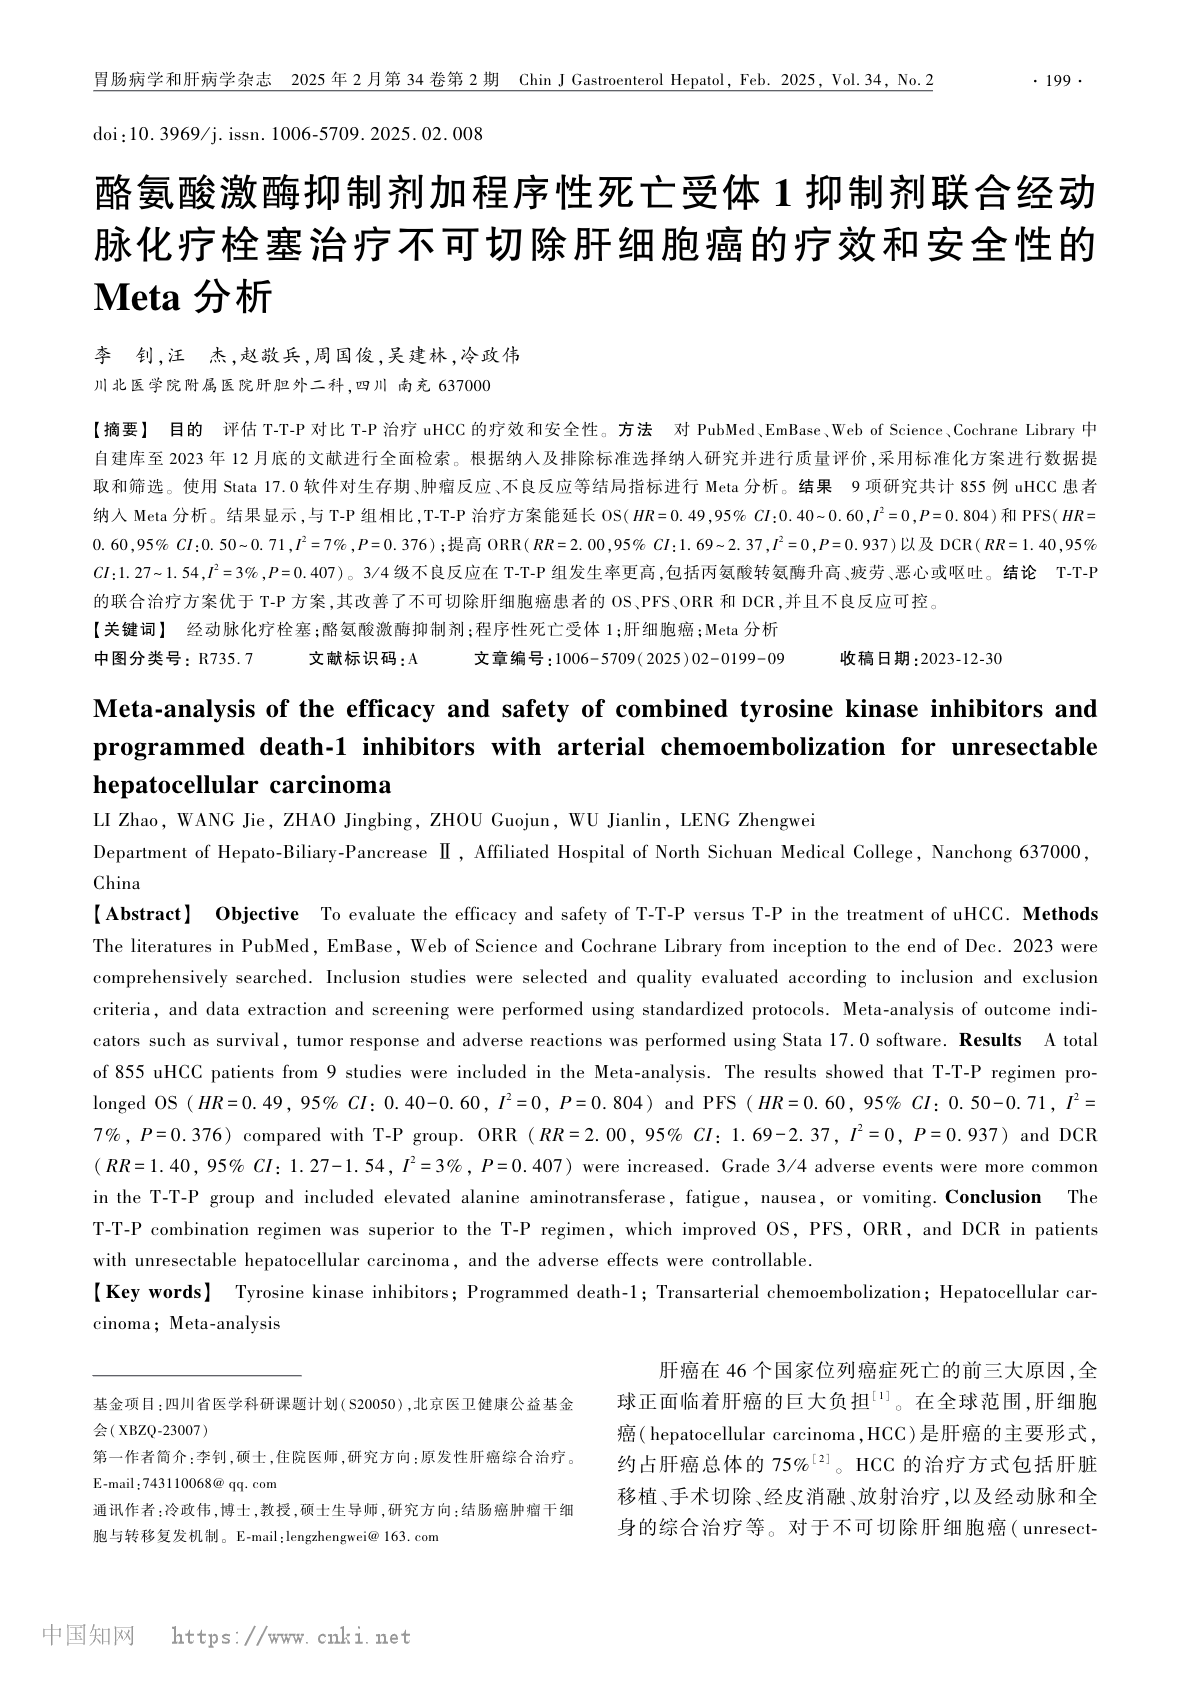 胃肠病学和肝病学杂志 2025 年 2 月第 34 卷第 2 期 Chin J Gastroenterol Hepatol, Feb. 2025, Vol. 34, No. 2 · 199 ·
doi:10.3969/j.issn.1006-5709.2025.02.008
酪氨酸激酶抑制剂加程序性死亡受体 1 抑制剂联合经动
脉化疗栓塞治疗不可切除肝细胞癌的疗效和安全性的
Meta 分析
李 钊,汪 杰,赵敬兵,周国俊,吴建林,冷政伟
川北医学院附属医院肝胆外二科,四川 南充 637000
【摘要】 目的 评估 T-T-P 对比 T-P 治疗 uHCC 的疗效和安全性。方法 对 PubMed、EmBase、Web of Science、Cochrane Library 中
自建库至 2023 年 12 月底的文献进行全面检索。根据纳入及排除标准选择纳入研究并进行质量评价,采用标准化方案进行数据提
取和筛选。使用 Stata 17.0 软件对生存期、肿瘤反应、不良反应等结局指标进行 Meta 分析。结果 9 项研究共计 855 例 uHCC 患者
纳入 Meta 分析。结果显示,与 T-P 组相比,T-T-P 治疗方案能延长 OS(HR=0.49,95% CI:0.40~0.60,I²=0,P=0.804)和 PFS(HR=
0.60,95% CI:0.50~0.71,I²=7%,P=0.376);提高 ORR(RR=2.00,95% CI:1.69~2.37,I²=0,P=0.937)以及 DCR(RR=1.40,95%
CI:1.27~1.54,I²=3%,P=0.407)。3/4 级不良反应在 T-T-P 组发生率更高,包括丙氨酸转氨酶升高、疲劳、恶心或呕吐。结论 T-T-P
的联合治疗方案优于 T-P 方案,其改善了不可切除肝细胞癌患者的 OS、PFS、ORR 和 DCR,并且不良反应可控。
【关键词】 经动脉化疗栓塞;酪氨酸激酶抑制剂;程序性死亡受体 1;肝细胞癌;Meta 分析
中图分类号: R735.7 文献标识码:A 文章编号:1006-5709(2025)02-0199-09 收稿日期:2023-12-30
Meta-analysis of the efficacy and safety of combined tyrosine kinase inhibitors and
programmed death-1 inhibitors with arterial chemoembolization for unresectable
hepatocellular carcinoma
LI Zhao, WANG Jie, ZHAO Jingbing, ZHOU Guojun, WU Jianlin, LENG Zhengwei
Department of Hepato-Biliary-Pancrease Ⅱ, Affiliated Hospital of North Sichuan Medical College, Nanchong 637000,
China
【Abstract】 Objective To evaluate the efficacy and safety of T-T-P versus T-P in the treatment of uHCC. Methods
The literatures in PubMed, EmBase, Web of Science and Cochrane Library from inception to the end of Dec. 2023 were
comprehensively searched. Inclusion studies were selected and quality evaluated according to inclusion and exclusion
criteria, and data extraction and screening were performed using standardized protocols. Meta-analysis of outcome indi-
cators such as survival, tumor response and adverse reactions was performed using Stata 17.0 software. Results A total
of 855 uHCC patients from 9 studies were included in the Meta-analysis. The results showed that T-T-P regimen pro-
longed OS (HR=0.49, 95% CI: 0.40-0.60, I²=0, P=0.804) and PFS (HR=0.60, 95% CI: 0.50-0.71, I²=
7%, P=0.376) compared with T-P group. ORR (RR=2.00, 95% CI: 1.69-2.37, I²=0, P=0.937) and DCR
(RR=1.40, 95% CI: 1.27-1.54, I²=3%, P=0.407) were increased. Grade 3/4 adverse events were more common
in the T-T-P group and included elevated alanine aminotransferase, fatigue, nausea, or vomiting. Conclusion The
T-T-P combination regimen was superior to the T-P regimen, which improved OS, PFS, ORR, and DCR in patients
with unresectable hepatocellular carcinoma, and the adverse effects were controllable.
【Key words】 Tyrosine kinase inhibitors; Programmed death-1; Transarterial chemoembolization; Hepatocellular car-
cinoma; Meta-analysis
基金项目:四川省医学科研课题计划(S20050),北京医卫健康公益基金
会(XBZQ-23007)
第一作者简介:李钊,硕士,住院医师,研究方向:原发性肝癌综合治疗。
E-mail:743110068@qq.com
通讯作者:冷政伟,博士,教授,硕士生导师,研究方向:结肠癌肿瘤干细
胞与转移复发机制。E-mail:lengzhengwei@163.com
肝癌在 46 个国家位列癌症死亡的前三大原因,全
球正面临着肝癌的巨大负担[1]。在全球范围,肝细胞
癌(hepatocellular carcinoma,HCC)是肝癌的主要形式,
约占肝癌总体的 75%[2]。HCC 的治疗方式包括肝脏
移植、手术切除、经皮消融、放射治疗,以及经动脉和全
身的综合治疗等。对于不可切除肝细胞癌(unresect-
中国知网 https://www.cnki.net